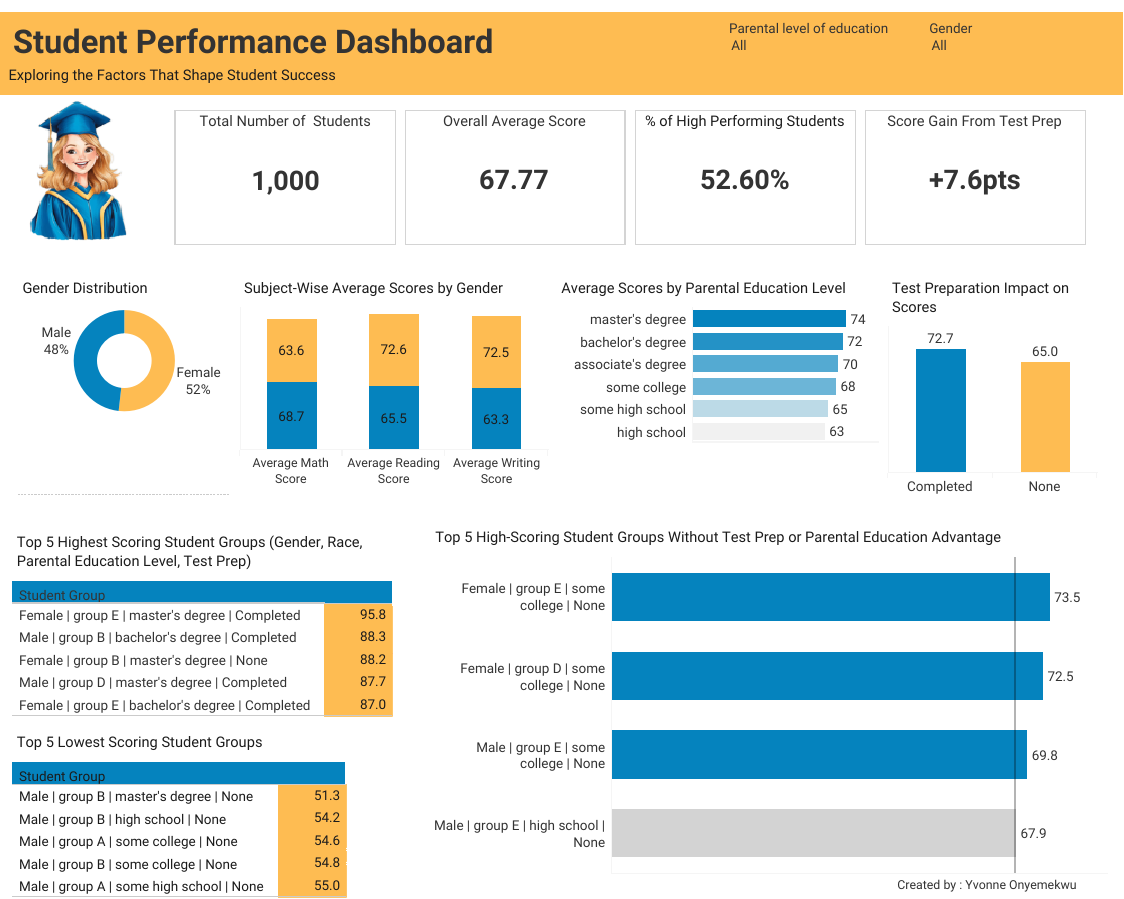 Student Performance Dashboard
Exploring the Factors That Shape Student Success
Parental level of education
All
Gender
All
Total Number of  Students
1,000
Overall Average Score
67.77
% of High Performing Students
52.60%
Score Gain From Test Prep
+7.6pts
Gender Distribution
Male
48%
Female
52%
Subject-Wise Average Scores by Gender
63.6
72.6
72.5
68.7
65.5
63.3
Average Math
Score
Average Reading
Score
Average Writing
Score
Average Scores by Parental Education Level
master's degree 74
bachelor's degree 72
associate's degree 70
some college 68
some high school 65
high school 63
Test Preparation Impact on
Scores
72.7
65.0
Completed
None
Top 5 Highest Scoring Student Groups (Gender, Race,
Parental Education Level, Test Prep)
Student Group
Female | group E | master's degree | Completed 95.8
Male | group B | bachelor's degree | Completed 88.3
Female | group B | master's degree | None 88.2
Male | group D | master's degree | Completed 87.7
Female | group E | bachelor's degree | Completed 87.0
Top 5 Lowest Scoring Student Groups
Student Group
Male | group B | master's degree | None 51.3
Male | group B | high school | None 54.2
Male | group A | some college | None 54.6
Male | group B | some college | None 54.8
Male | group A | some high school | None 55.0
Top 5 High-Scoring Student Groups Without Test Prep or Parental Education Advantage
Female | group E | some
college | None
73.5
Female | group D | some
college | None
72.5
Male | group E | some
college | None
69.8
Male | group E | high school |
None
67.9
Created by : Yvonne Onyemekwu